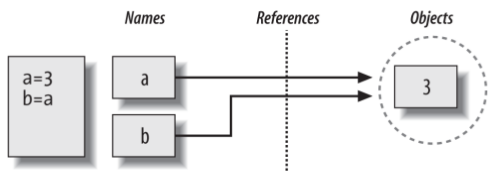 Names References Objects
a=3
b=a
a
b
3